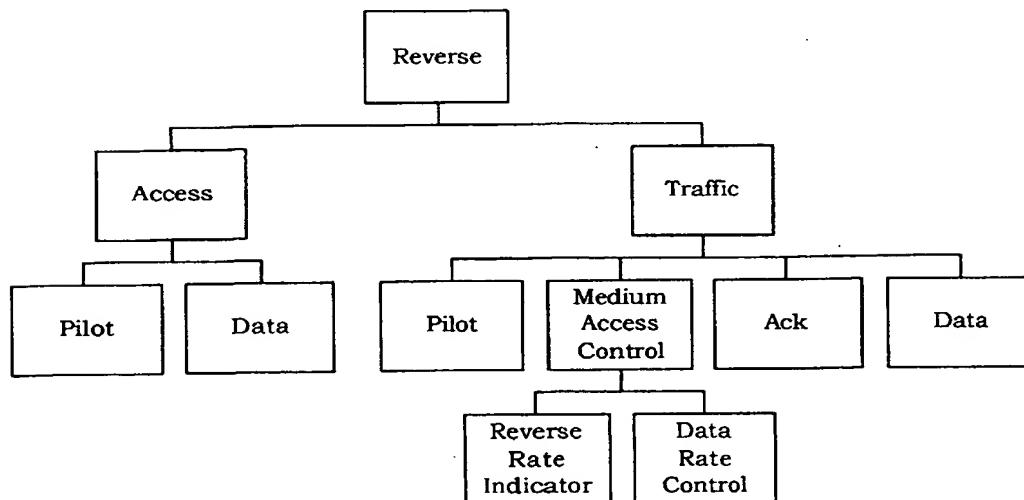 Reverse
Access
Traffic
Pilot
Data
Pilot
Medium
Access
Control
Ack
Data
Reverse
Rate
Indicator
Data
Rate
Control